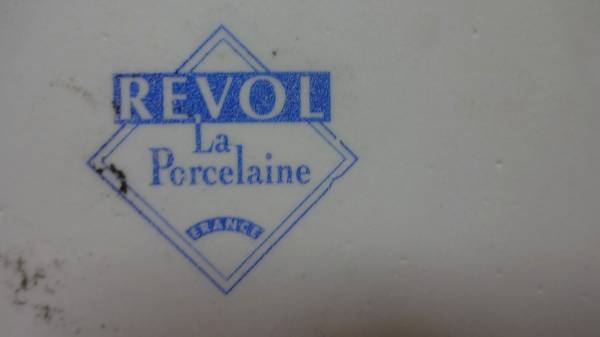 REVOL
La
Porcelaine
FRANCE